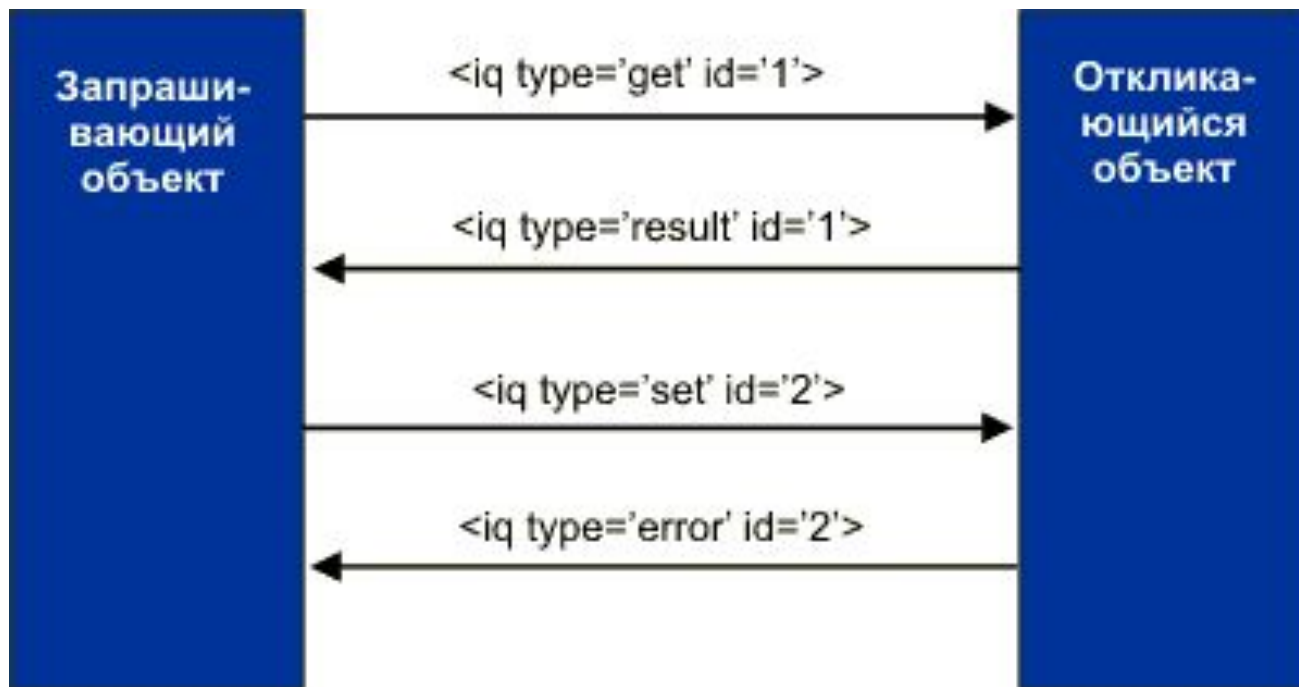 Запраши-
вающий
объект
<iq type=’get’ id=’1’>
<iq type=’result’ id=’1’>
<iq type=’set’ id=’2’>
<iq type=’error’ id=’2’>
Отклика-
ющийся
объект